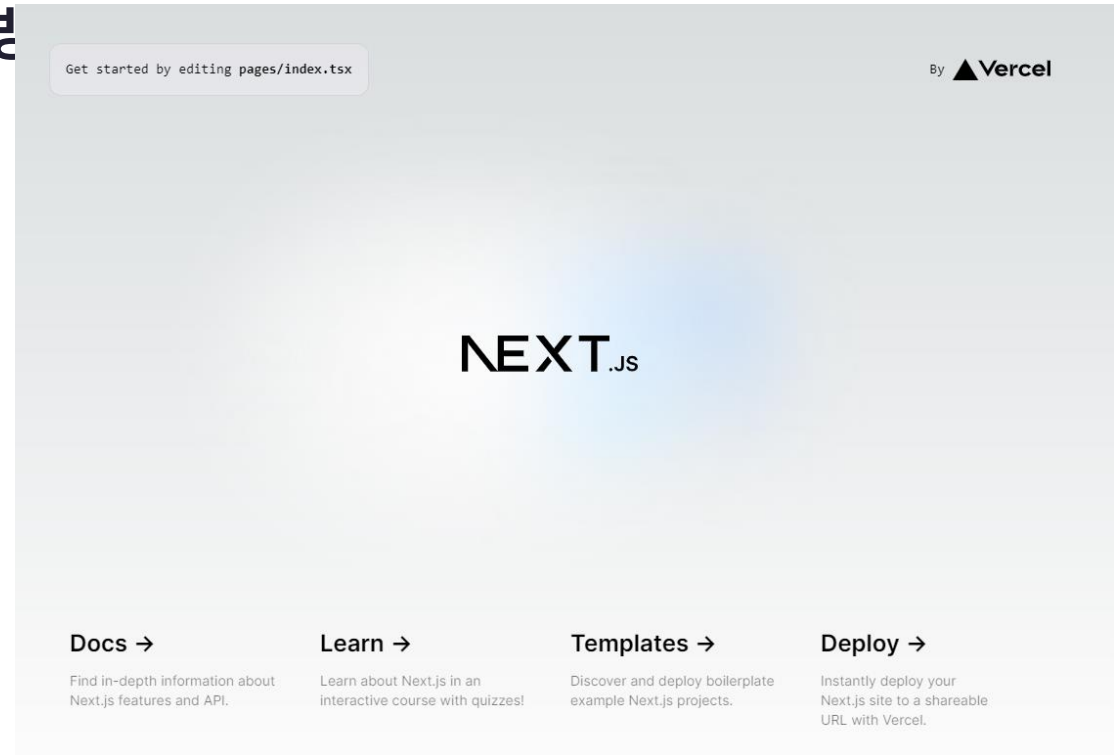 Get started by editing pages/index.tsx
By Vercel
NEXT.JS
Docs →
Find in-depth information about
Next.js features and API.
Learn →
Learn about Next.js in an
interactive course with quizzes!
Templates →
Discover and deploy boilerplate
example Next.js projects.
Deploy →
Instantly deploy your
Next.js site to a shareable
URL with Vercel.